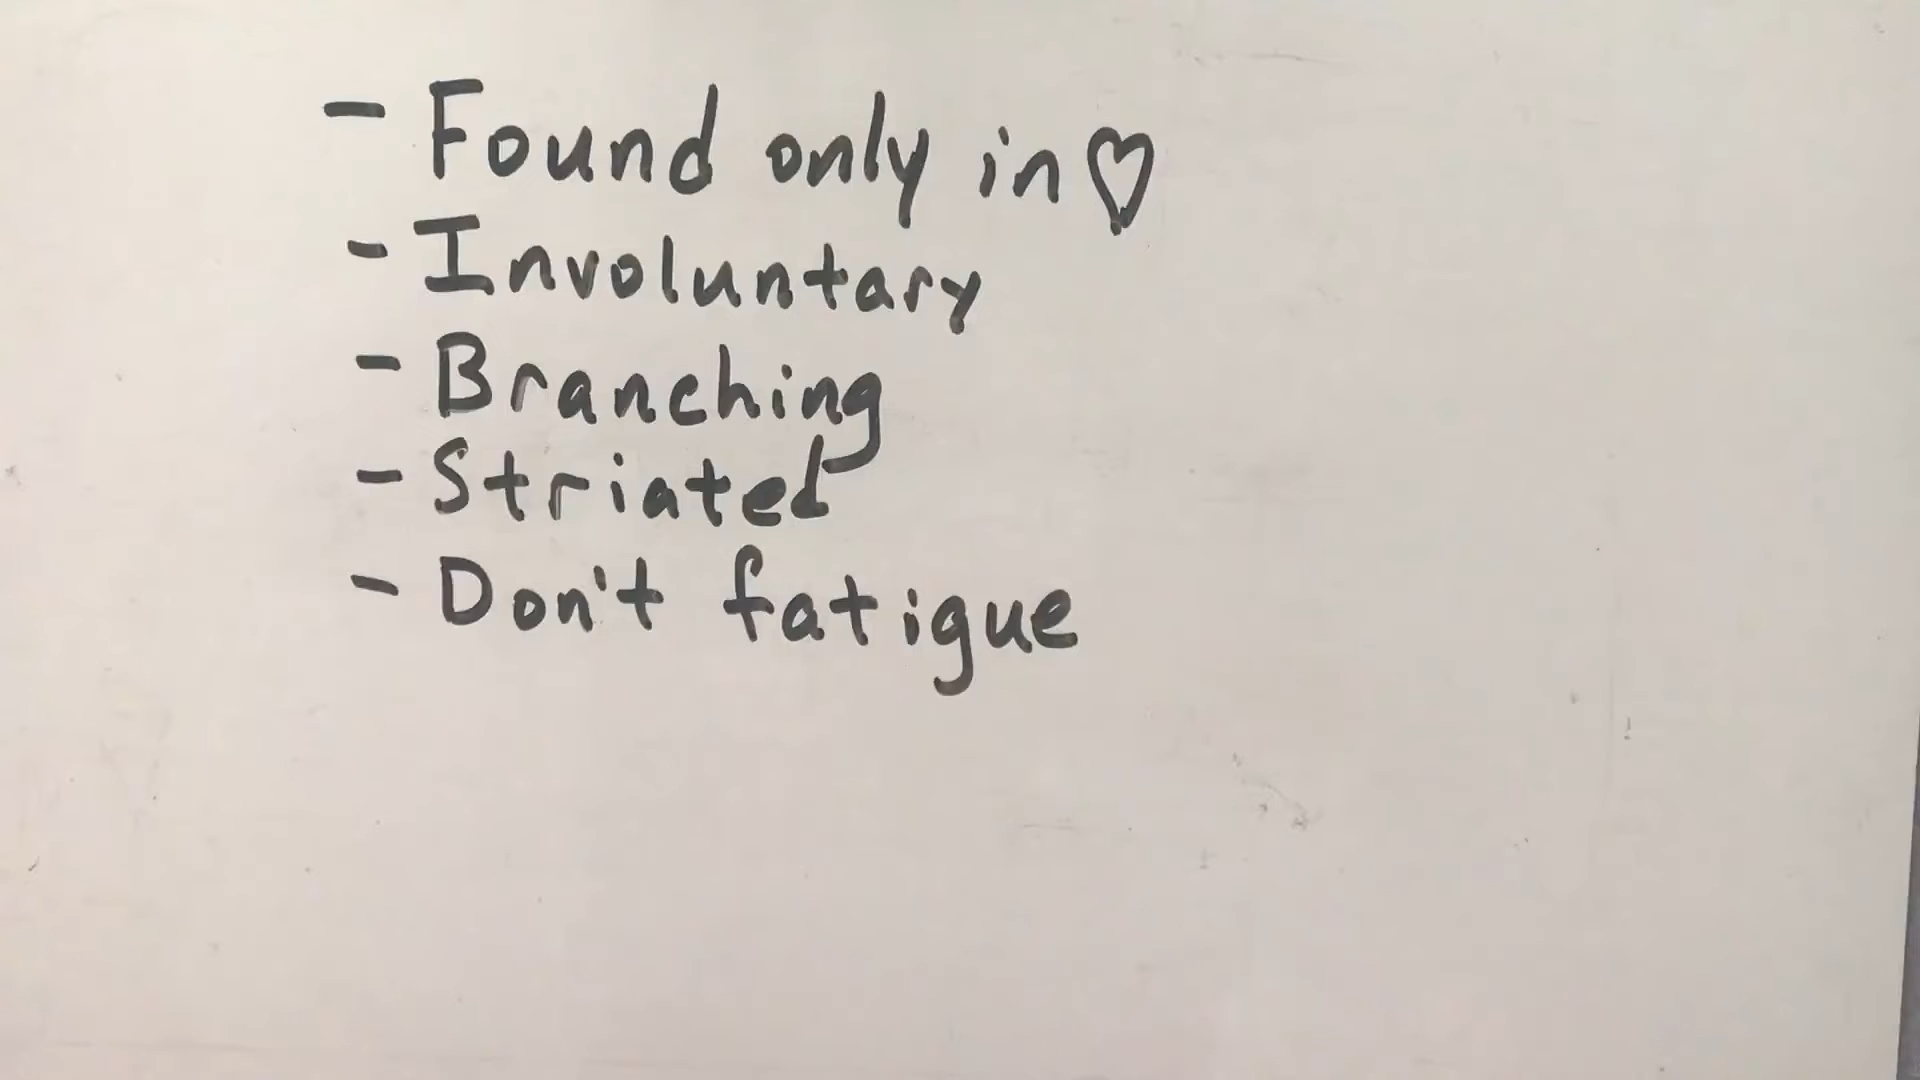 - Found only in ♡
- Involuntary
- Branching
- Striated
- Don't fatigue